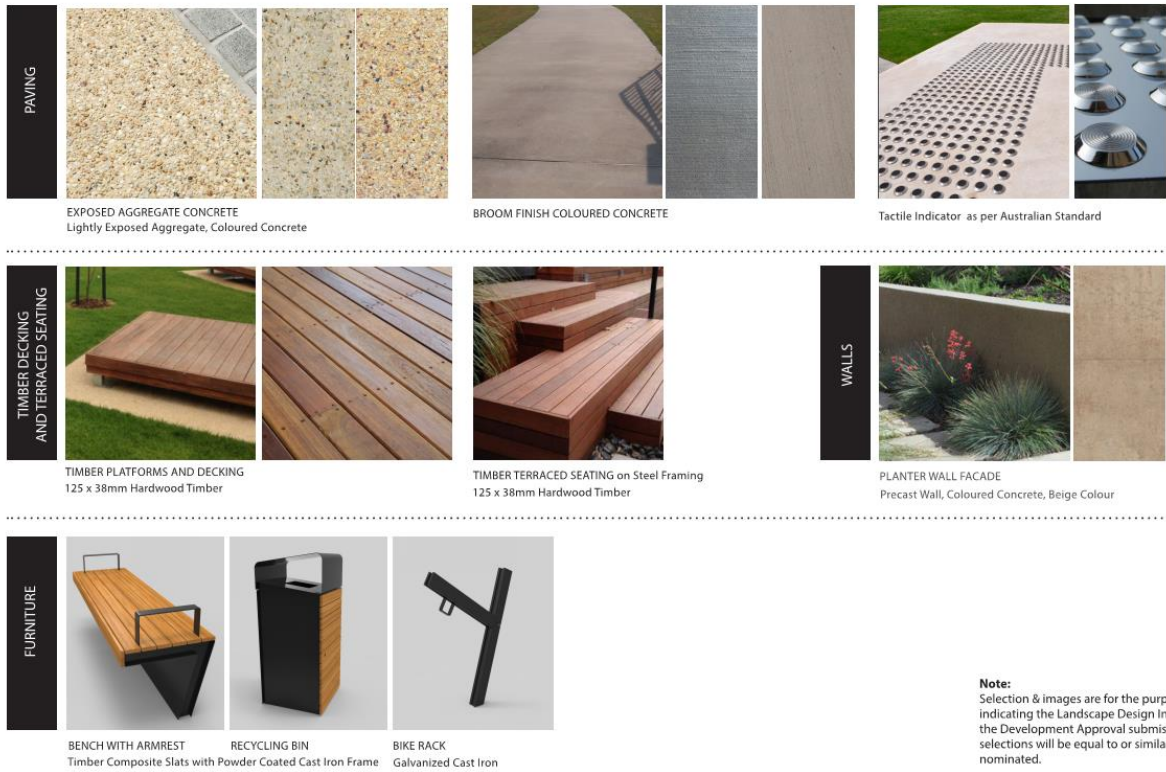 PAVING
EXPOSED AGGREGATE CONCRETE
Lightly Exposed Aggregate, Coloured Concrete
BROOM FINISH COLOURED CONCRETE
Tactile Indicator as per Australian Standard
TIMBER DECKING
AND TERRACED SEATING
TIMBER PLATFORMS AND DECKING
125 x 38mm Hardwood Timber
TIMBER TERRACED SEATING on Steel Framing
125 x 38mm Hardwood Timber
WALLS
PLANTER WALL FACADE
Precast Wall, Coloured Concrete, Beige Colour
FURNITURE
BENCH WITH ARMREST
RECYCLING BIN
Timber Composite Slats with Powder Coated Cast Iron Frame
BIKE RACK
Galvanized Cast Iron
Note:
Selection & images are for the
indicating the Landscape Design
the Development Approval
selections will be equal to or
nominated.